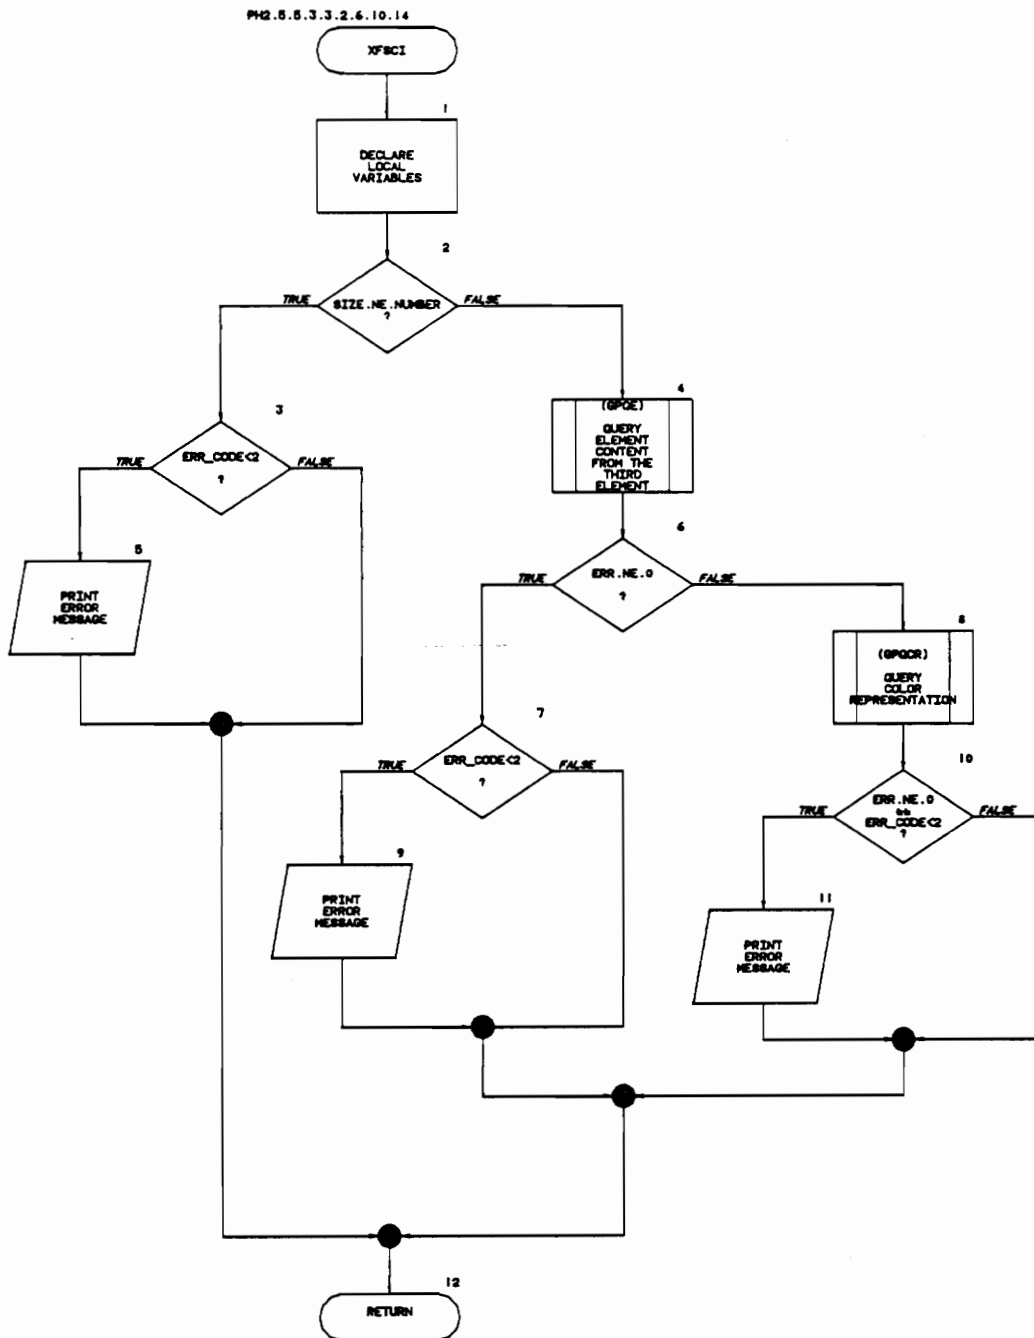 PH2.5.5.3.3.2.6.10.14
XFSCI
1
DECLARE
LOCAL
VARIABLES
2
TRUE
SIZE.NE.NUMBER
?
FALSE
3
TRUE
ERR_CODE<2
?
FALSE
4
(GPQE)
QUERY
ELEMENT
CONTENT
FROM THE
THIRD
ELEMENT
5
PRINT
ERROR
MESSAGE
6
TRUE
ERR.NE.0
?
FALSE
8
(GPQCR)
QUERY
COLOR
REPRESENTATION
7
TRUE
ERR_CODE<2
?
FALSE
10
TRUE
ERR.NE.0
&&
ERR_CODE<2
?
FALSE
9
PRINT
ERROR
MESSAGE
11
PRINT
ERROR
MESSAGE
12
RETURN